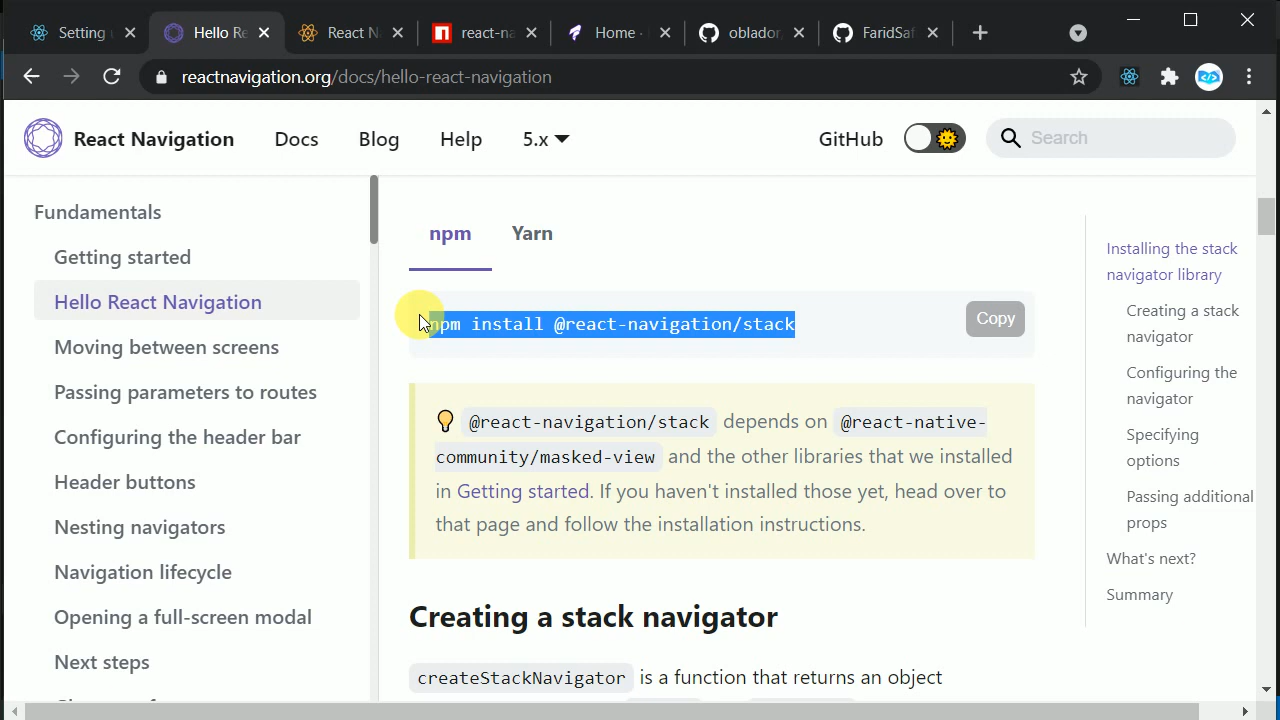 Setting
Hello Re
React N
react-na
Home -
oblador
FaridSaf
reactnavigation.org/docs/hello-react-navigation
React Navigation
Docs
Blog
Help
5.x
GitHub
Search
Fundamentals
Getting started
Hello React Navigation
Moving between screens
Passing parameters to routes
Configuring the header bar
Header buttons
Nesting navigators
Navigation lifecycle
Opening a full-screen modal
Next steps
npm
Yarn
npm install @react-navigation/stack
Copy
@react-navigation/stack depends on @react-native-
community/masked-view and the other libraries that we installed
in Getting started. If you haven't installed those yet, head over to
that page and follow the installation instructions.
Creating a stack navigator
createStackNavigator is a function that returns an object
Installing the stack
navigator library
Creating a stack
navigator
Configuring the
navigator
Specifying
options
Passing additional
props
What's next?
Summary